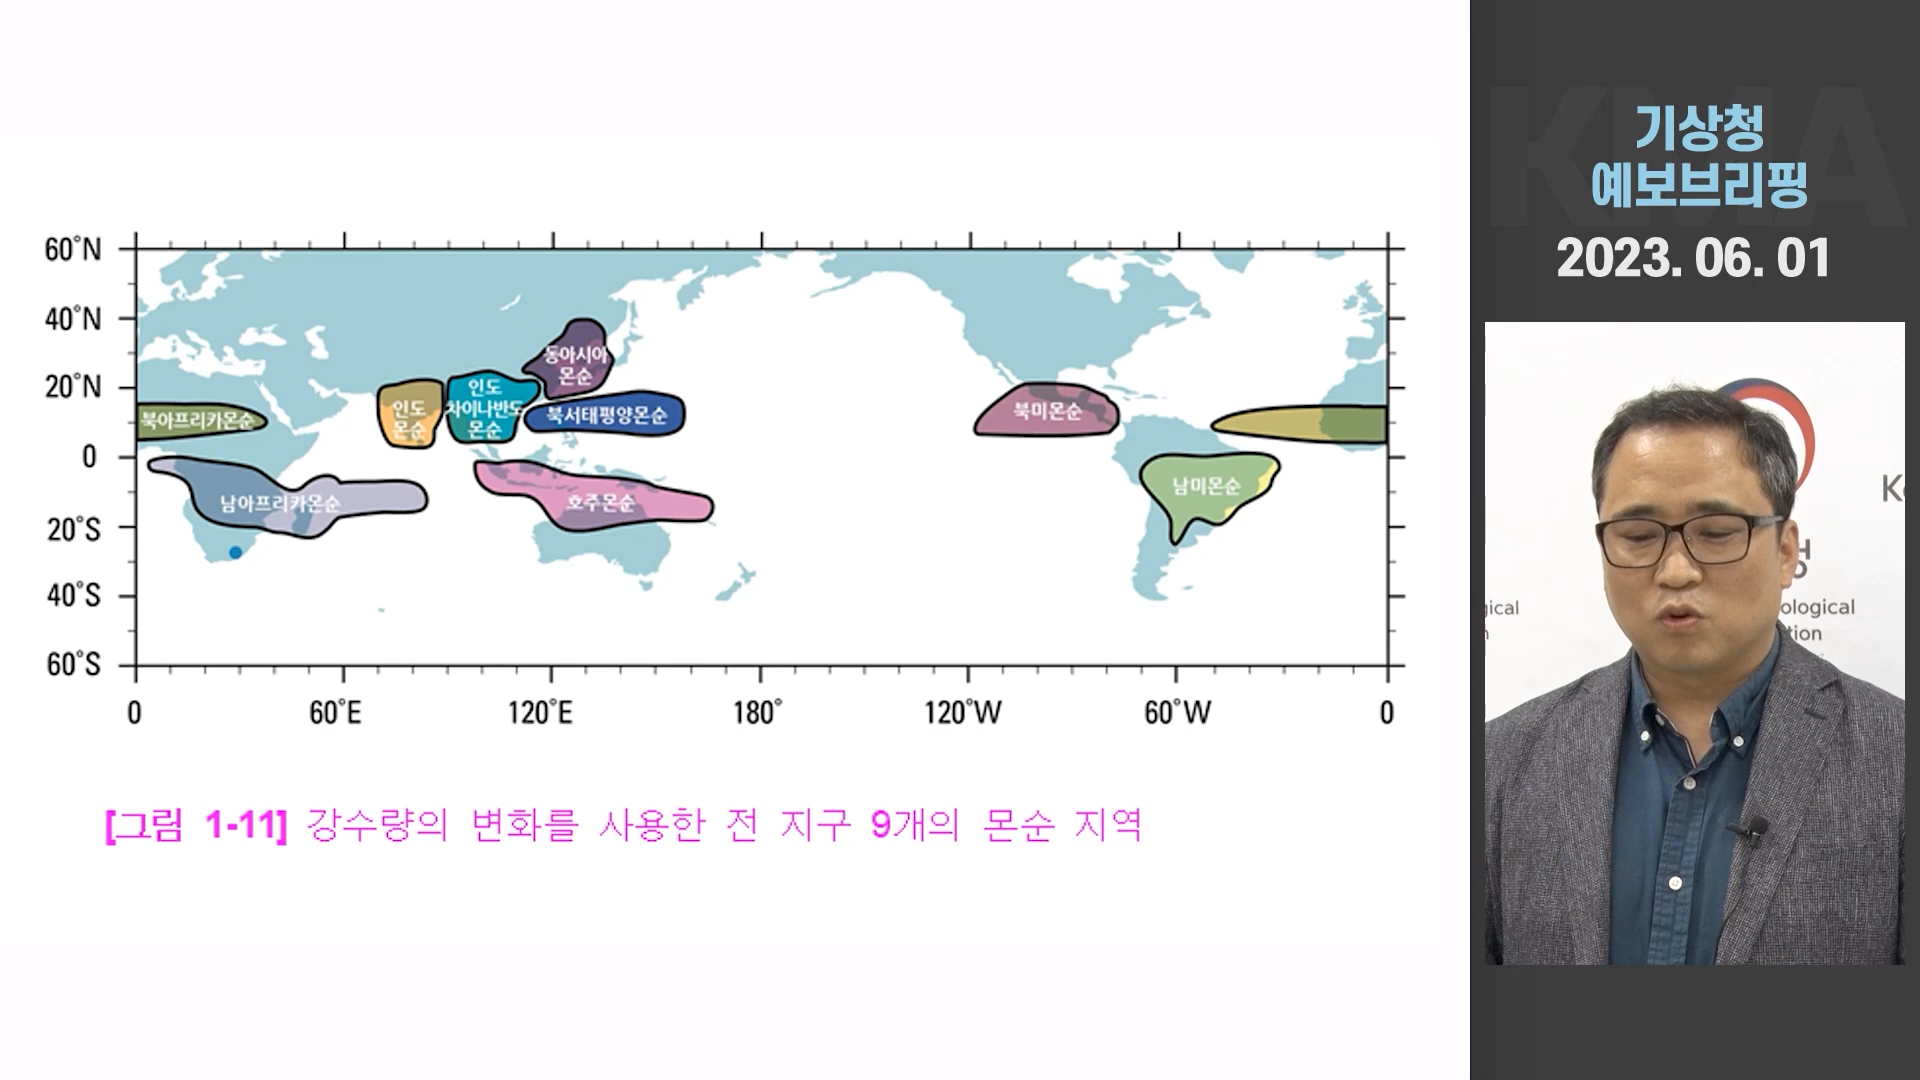 60°N
40°N
20°N
0
20°S
40°S
60°S
0
60°E
120°E
180°
120°W
60°W
0
동아시아
몬순
인도
몬순
인도
차이나반도
몬순
북서태평양몬순
북아프리카몬순
북미몬순
남아프리카몬순
호주몬순
남미몬순
[그림 1-11] 강수량의 변화를 사용한 전 지구 9개의 몬순 지역
KMA
기상청
예보브리핑
2023. 06. 01